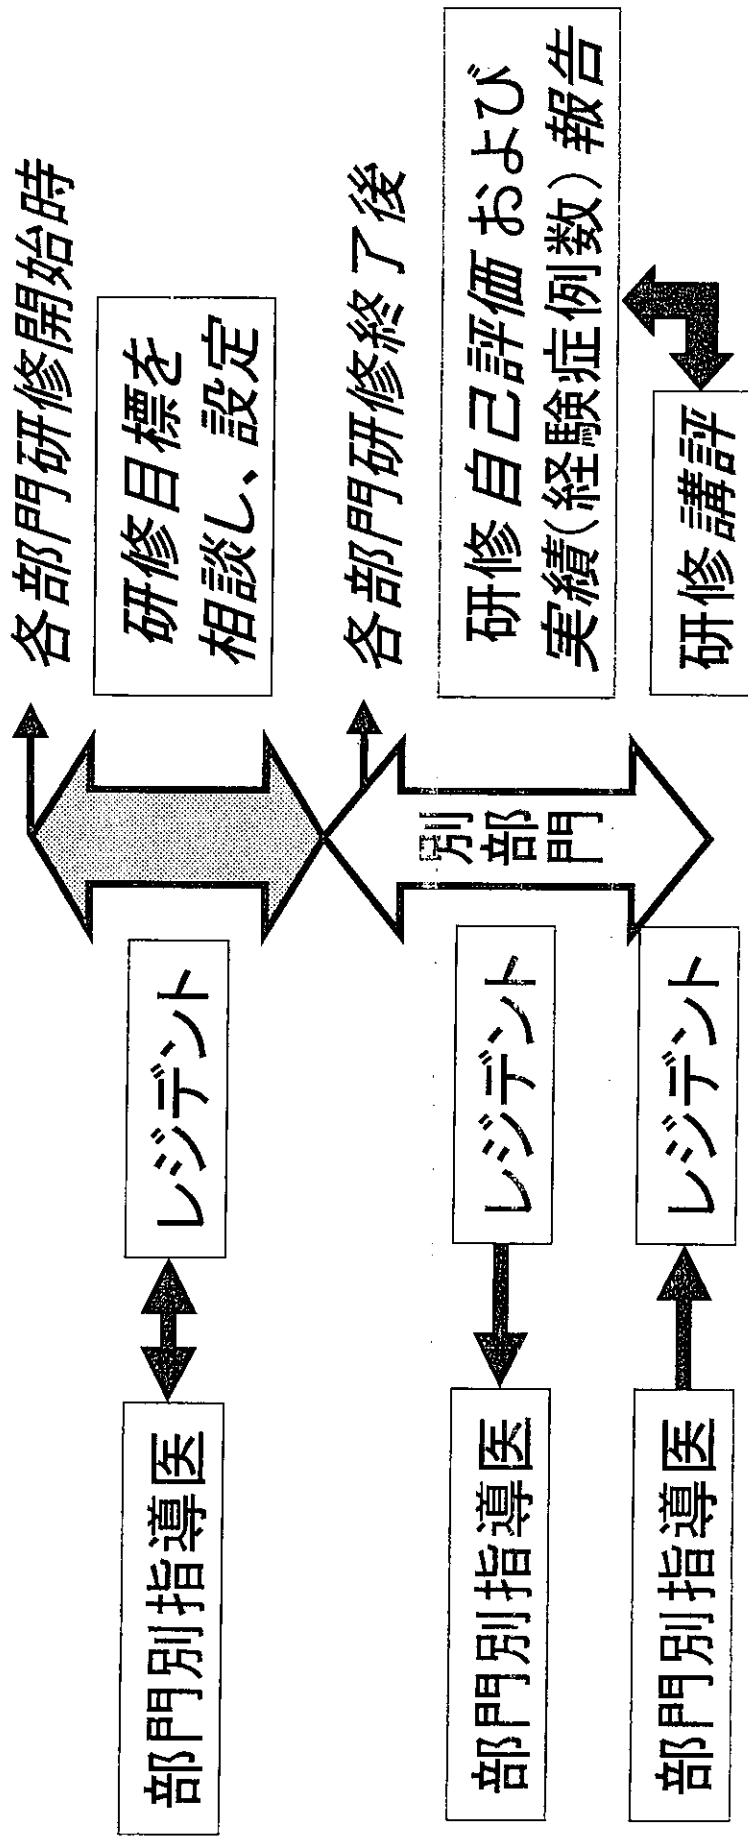 各部門研修開始時
部門別指導医
レジデント
研修目標を
相談し、設定
各部門研修終了後
別部門
部門別指導医
レジデント
研修自己評価および
実績(経験症例数)報告
部門別指導医
レジデント
研修講評